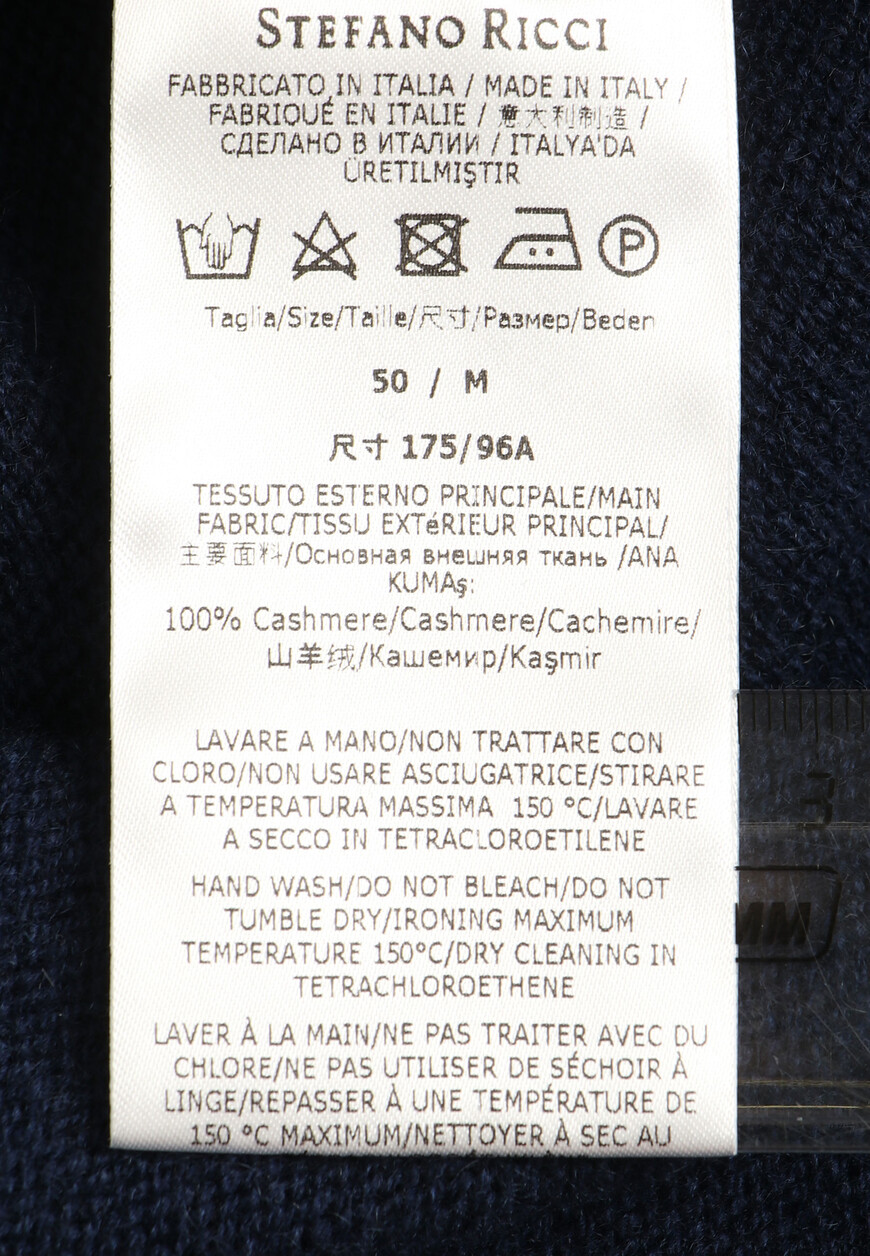 STEFANO RICCI
FABBRICATO IN ITALIA / MADE IN ITALY /
FABRIQUÉ EN ITALIE / 意大利制造 /
СДЕЛАНО В ИТАЛИИ / ITALYA'DA
ÜRETILMIŞTIR
P
Taglia/Size/Taille/尺寸/Размер/Beden
50 / M
尺寸 175/96A
TESSUTO ESTERNO PRINCIPALE/MAIN
FABRIC/TISSU EXTéRIEUR PRINCIPAL/
主要面料/Основная внешняя ткань /ANA
KUMAş:
100% Cashmere/Cashmere/Cachemire/
山羊绒/Кашемир/Kaşmir
LAVARE A MANO/NON TRATTARE CON
CLORO/NON USARE ASCIUGATRICE/STIRARE
A TEMPERATURA MASSIMA 150 °C/LAVARE
A SECCO IN TETRACLOROETILENE
HAND WASH/DO NOT BLEACH/DO NOT
TUMBLE DRY/IRONING MAXIMUM
TEMPERATURE 150°C/DRY CLEANING IN
TETRACHLOROETHENE
LAVER À LA MAIN/NE PAS TRAITER AVEC DU
CHLORE/NE PAS UTILISER DE SÉCHOIR À
LINGE/REPASSER À UNE TEMPÉRATURE DE
150 °C MAXIMUM/NETTOYER À SEC AU
3
MM